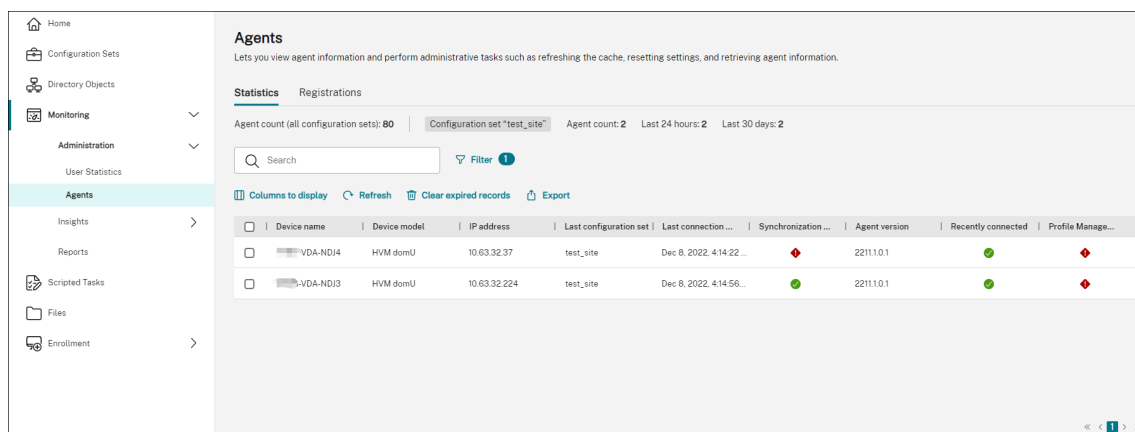 Home
Configuration Sets
Directory Objects
Monitoring
Administration
User Statistics
Agents
Insights
Reports
Scripted Tasks
Files
Enrollment
Agents
Lets you view agent information and perform administrative tasks such as refreshing the cache, resetting settings, and retrieving agent information.
Statistics Registrations
Agent count (all configuration sets): 80 Configuration set "test_site" Agent count: 2 Last 24 hours: 2 Last 30 days: 2
Search Filter 1
Columns to display Refresh Clear expired records Export
Device name Device model IP address Last configuration set Last connection ... Synchronization ... Agent version Recently connected Profile Manage...
VDA-NDJ4 HVM domU 10.63.32.37 test_site Dec 8, 2022, 4:14:22 ... 2211.1.0.1
-VDA-NDJ3 HVM domU 10.63.32.224 test_site Dec 8, 2022, 4:14:56... 2211.1.0.1
« < 1 >